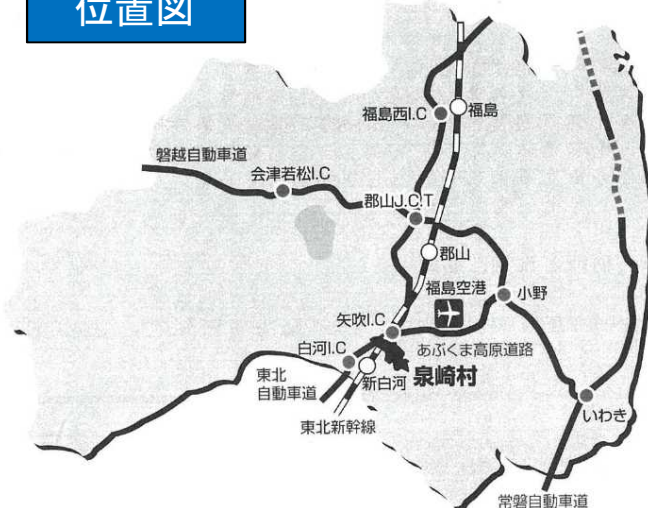 位置図
福島西I.C
福島
磐越自動車道
会津若松I.C
郡山J.C.T
郡山
福島空港
小野
矢吹I.C
あぶくま高原道路
白河I.C
新白河
泉崎村
東北
自動車道
東北新幹線
いわき
常磐自動車道